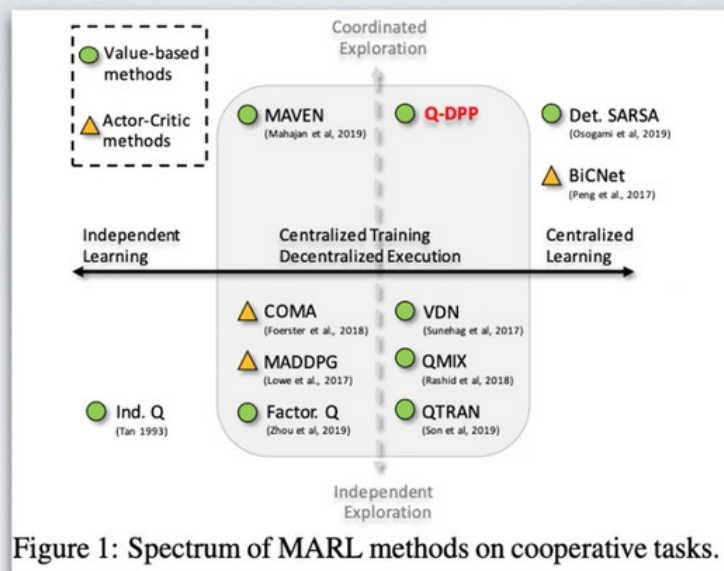 Coordinated
Exploration
Value-based
methods
Actor-Critic
methods
MAVEN
(Mahajan et al, 2019)
Q-DPP
Det. SARSA
(Osogami et al, 2019)
BiCNet
(Peng et al, 2017)
Independent
Learning
Centralized Training
Decentralized Execution
Centralized
Learning
COMA
(Foerster et al., 2018)
VDN
(Sunehag et al, 2017)
MADDPG
(Lowe et al., 2017)
QMIX
(Rashid et al, 2018)
Ind. Q
(Tan 1993)
Factor. Q
(Zhou et al, 2019)
QTRAN
(Son et al, 2019)
Independent
Exploration
Figure 1: Spectrum of MARL methods on cooperative tasks.